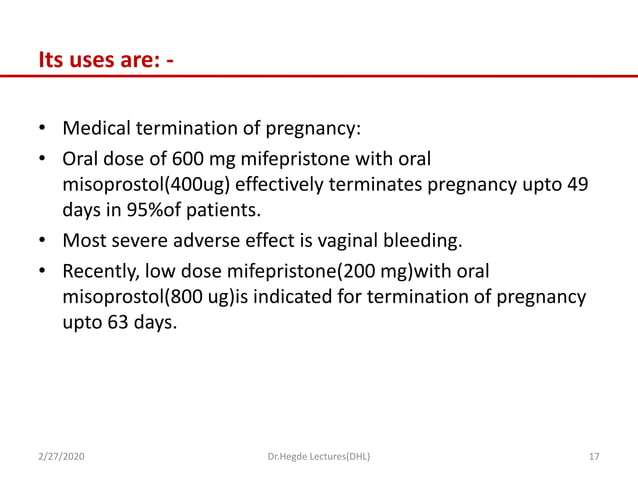 Its uses are: -
• Medical termination of pregnancy:
• Oral dose of 600 mg mifepristone with oral
misoprostol(400ug) effectively terminates pregnancy upto 49
days in 95%of patients.
• Most severe adverse effect is vaginal bleeding.
• Recently, low dose mifepristone(200 mg)with oral
misoprostol(800 ug)is indicated for termination of pregnancy
upto 63 days.
2/27/2020
Dr.Hegde Lectures(DHL)
17